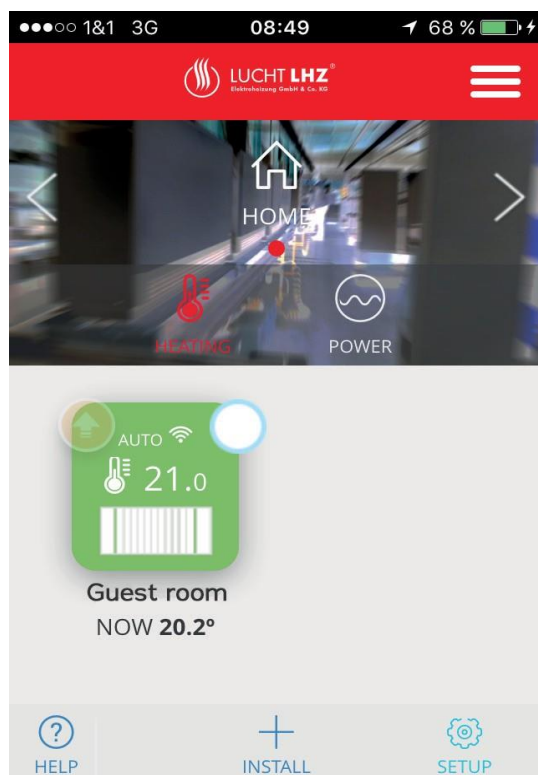 1&1 3G 08:49 68 %
LUCHT LHZ®
Elektroheizung GmbH & Co. KG
HOME
HEATING
POWER
AUTO
21.0
Guest room
NOW 20.2º
?
HELP
INSTALL
SETUP